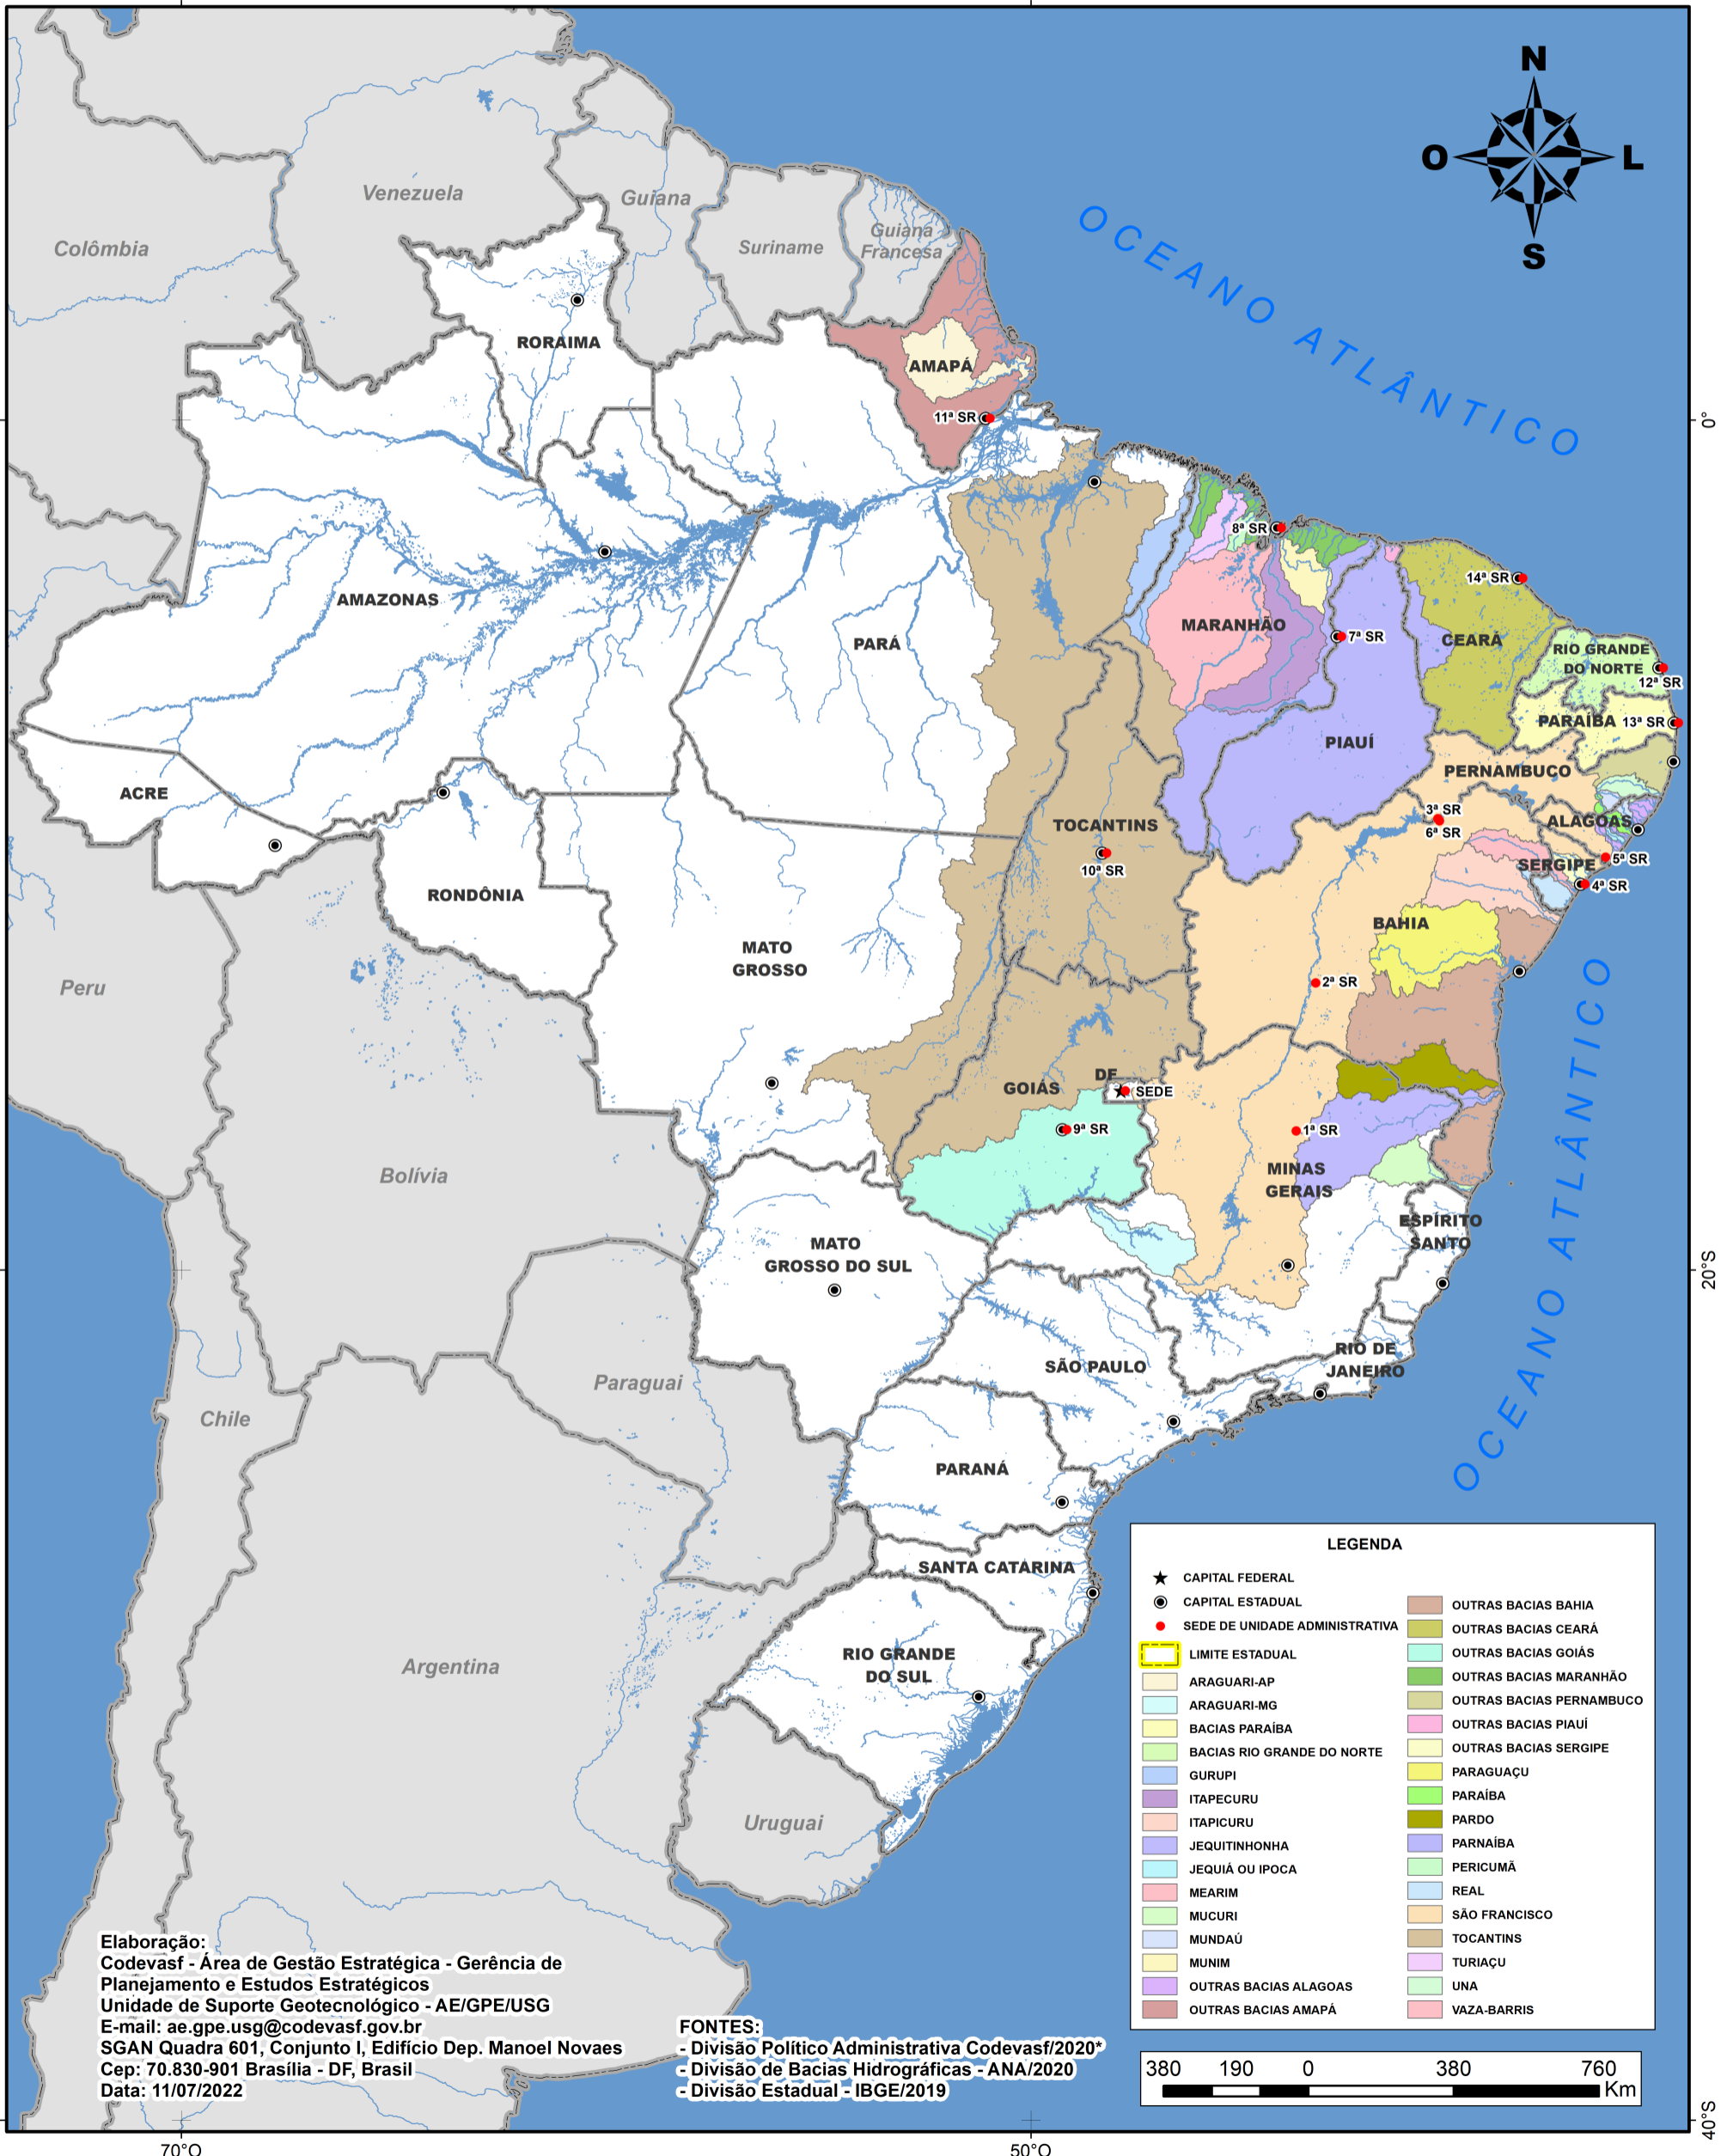 N
O
L
S
OCEANO ATLÂNTICO
Venezuela
Colômbia
Guiana
Suriname
Guiana
Francesa
RORAIMA
AMAPÁ
11ª SR
8ª SR
14ª SR
AMAZONAS
PARÁ
MARANHÃO
7ª SR
CEARÁ
RIO GRANDE
DO NORTE
12ª SR
PARAÍBA
13ª SR
PIAUÍ
PERNAMBUCO
ACRE
3ª SR
6ª SR
ALAGOAS
TOCANTINS
10ª SR
5ª SR
SERGIPE
4ª SR
RONDÔNIA
BAHIA
MATO
GROSSO
Peru
2ª SR
OCEANO ATLÂNTICO
GOIÁS
DF
SEDE
9ª SR
1ª SR
MINAS
GERAIS
Bolívia
ESPÍRITO
SANTO
MATO
GROSSO DO SUL
RIO DE
JANEIRO
SÃO PAULO
Paraguai
Chile
PARANÁ
SANTA CATARINA
RIO GRANDE
DO SUL
Argentina
Uruguai
0°
20°S
40°S
70°O
50°O
LEGENDA
CAPITAL FEDERAL
CAPITAL ESTADUAL
SEDE DE UNIDADE ADMINISTRATIVA
LIMITE ESTADUAL
ARAGUARI-AP
ARAGUARI-MG
BACIAS PARAÍBA
BACIAS RIO GRANDE DO NORTE
GURUPI
ITAPECURU
ITAPICURU
JEQUITINHONHA
JEQUIÁ OU IPOCA
MEARIM
MUCURI
MUNDAÚ
MUNIM
OUTRAS BACIAS ALAGOAS
OUTRAS BACIAS AMAPÁ
OUTRAS BACIAS BAHIA
OUTRAS BACIAS CEARÁ
OUTRAS BACIAS GOIÁS
OUTRAS BACIAS MARANHÃO
OUTRAS BACIAS PERNAMBUCO
OUTRAS BACIAS PIAUÍ
OUTRAS BACIAS SERGIPE
PARAGUAÇU
PARAÍBA
PARDO
PARNAÍBA
PERICUMÃ
REAL
SÃO FRANCISCO
TOCANTINS
TURIAÇU
UNA
VAZA-BARRIS
380 190 0 380 760
Km
Elaboração:
Codevasf - Área de Gestão Estratégica - Gerência de
Planejamento e Estudos Estratégicos
Unidade de Suporte Geotecnológico - AE/GPE/USG
E-mail: ae.gpe.usg@codevasf.gov.br
SGAN Quadra 601, Conjunto I, Edifício Dep. Manoel Novaes
Cep: 70.830-901 Brasília - DF, Brasil
Data: 11/07/2022
FONTES:
- Divisão Político Administrativa Codevasf/2020*
- Divisão de Bacias Hidrográficas - ANA/2020
- Divisão Estadual - IBGE/2019